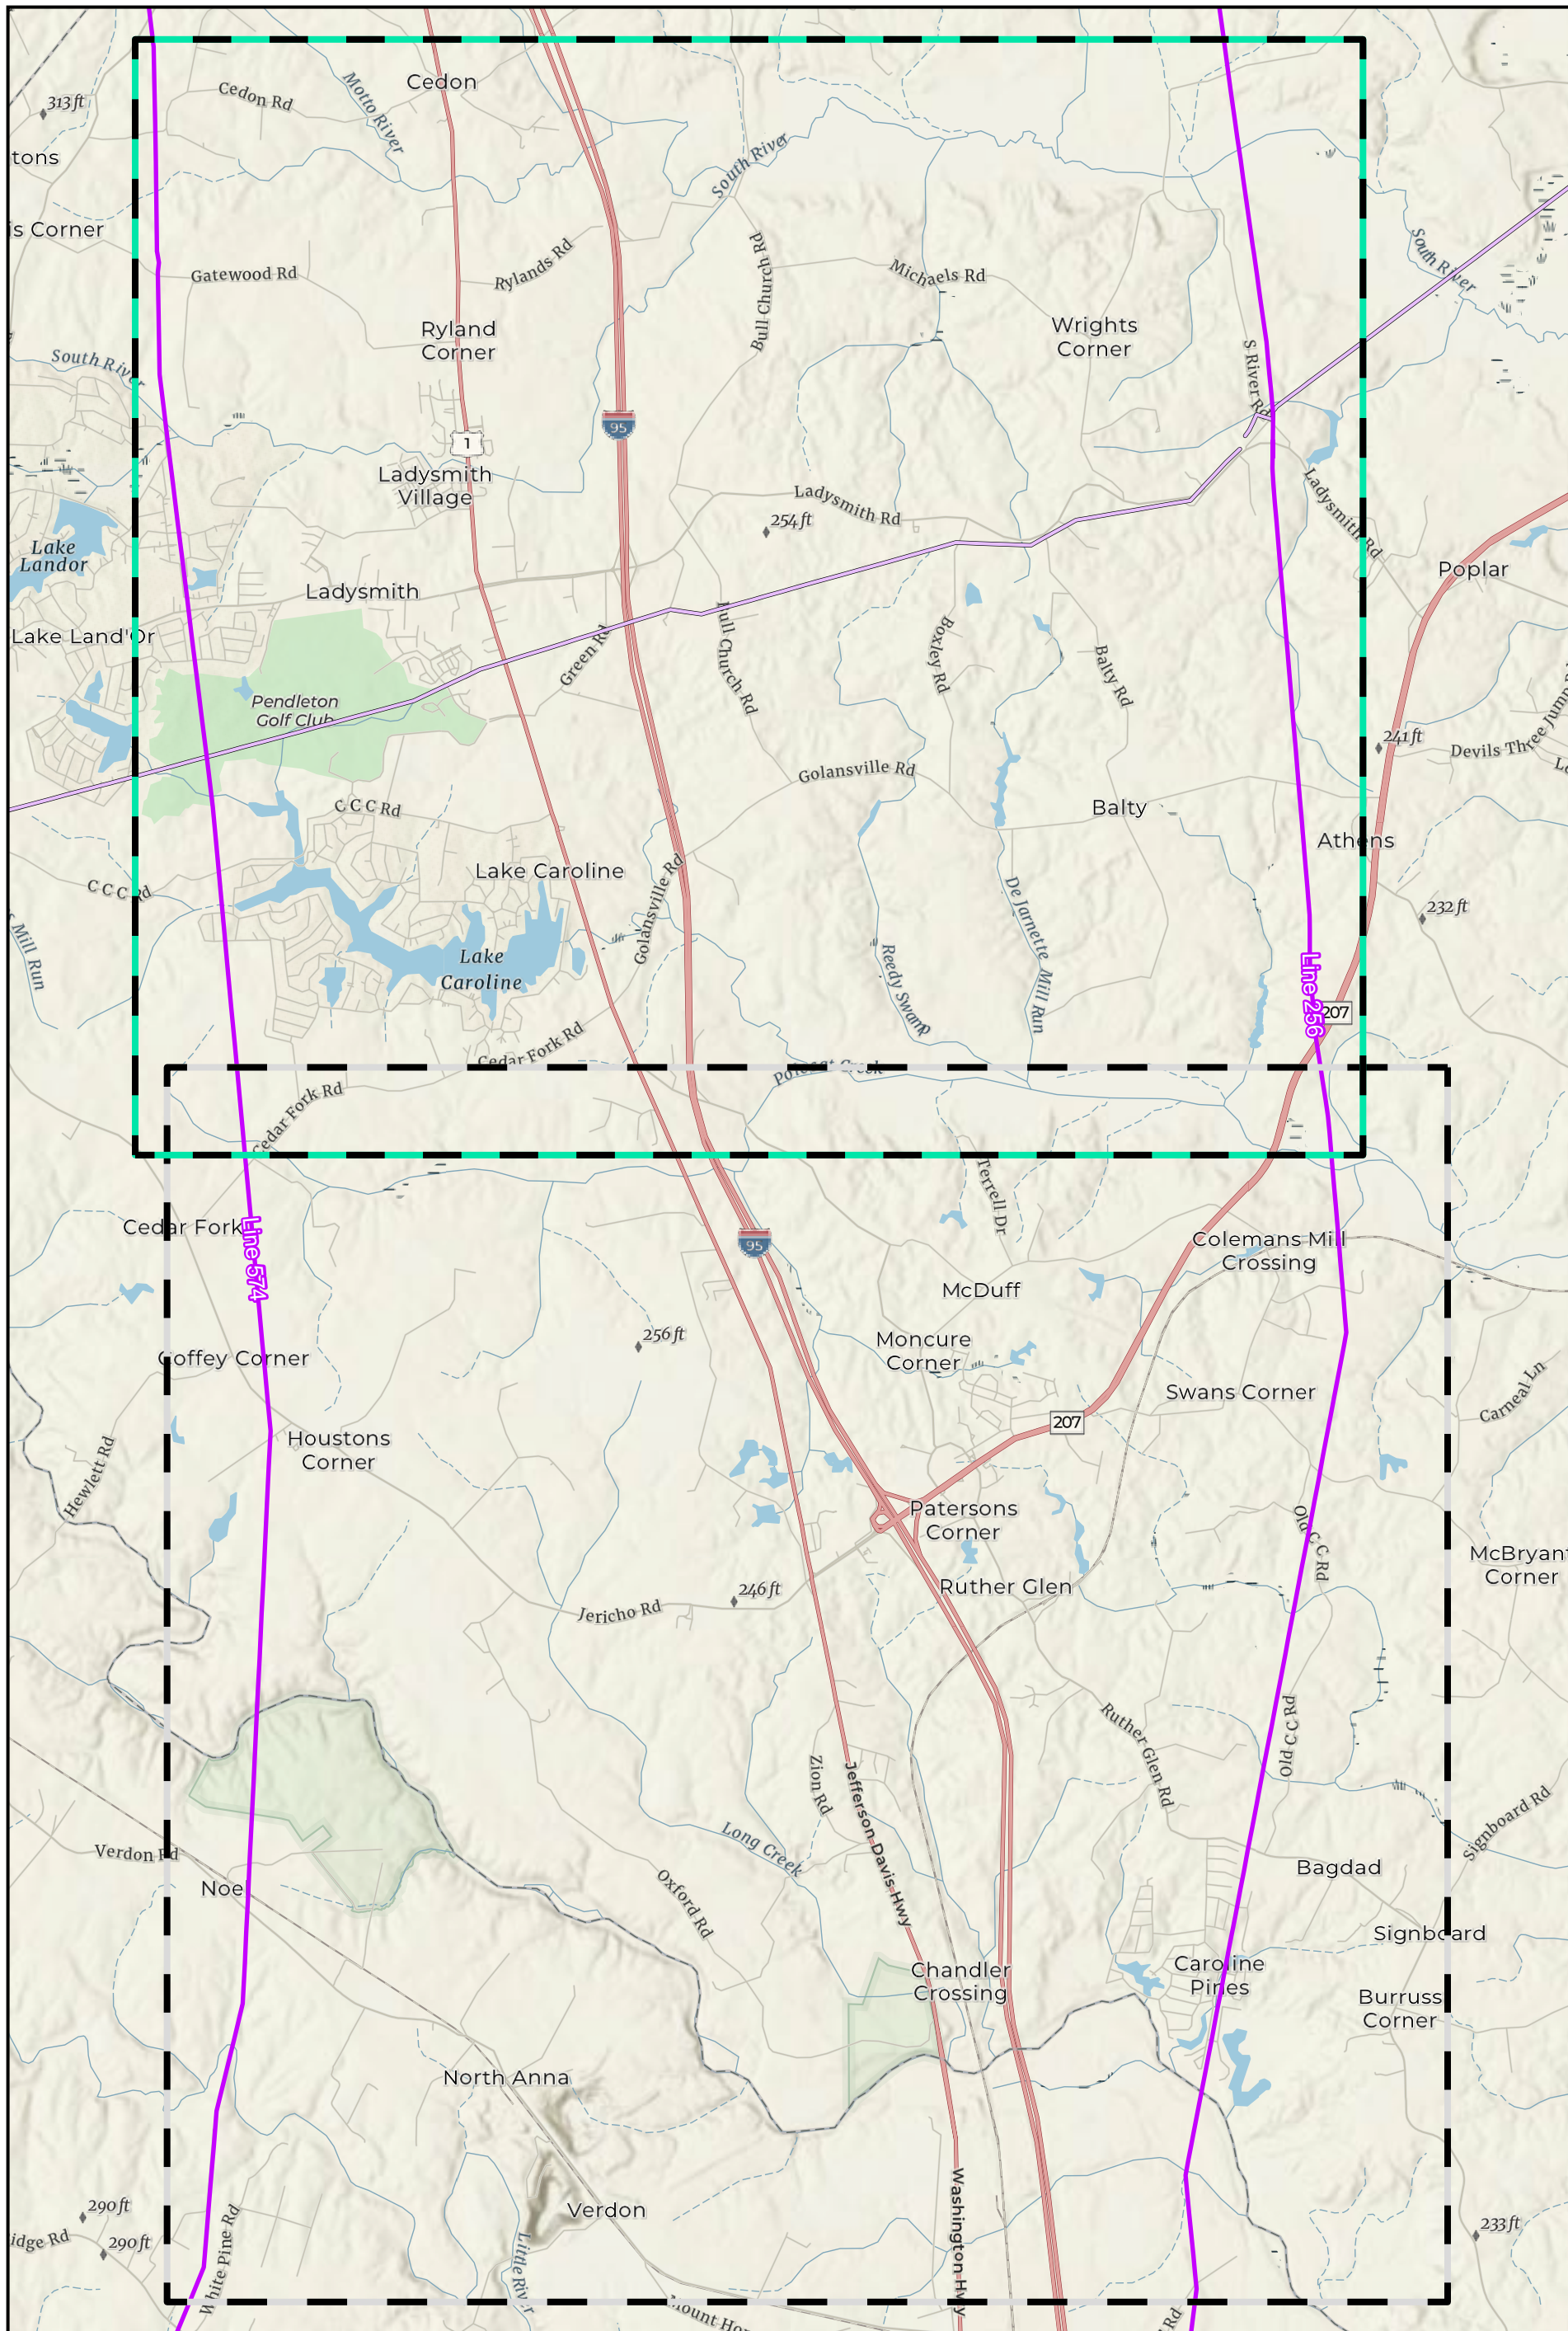 Cedon
313 ft
Cedon Rd
Motto River
tons
South River
is Corner
Gatewood Rd
Rylands Rd
Bull Church Rd
Michaels Rd
South River
Ryland
Corner
Wrights
Corner
South River
S River Rd
95
1
Ladysmith
Village
Ladysmith Rd
254 ft
Ladysmith Rd
Lake
Landor
Poplar
Ladysmith
Lake Land'Or
Green Rd
Bull Church Rd
Boxley Rd
Balty Rd
Pendleton
Golf Club
241 ft
Devils Three Jump
Golansville Rd
C C C Rd
Balty
Athens
Lake Caroline
C C C Rd
Golansville Rd
232 ft
Mill Run
Lake
Caroline
Reedy Swamp
De Jarnette Mill Run
Line 256
207
Cedar Fork Rd
Polecat Creek
Cedar Fork Rd
Terrell Dr
Cedar Fork
Line 574
95
Colemans Mill
Crossing
McDuff
256 ft
Moncure
Corner
Coffey Corner
Swans Corner
Carneal Ln
207
Houstons
Corner
Hewlett Rd
Patersons
Corner
Old C C Rd
McBryant
Corner
Ruther Glen
246 ft
Jericho Rd
Ruther Glen Rd
Old C C Rd
Zion Rd
Jefferson Davis Hwy
Long Creek
Signboard Rd
Verdon Rd
Bagdad
Noel
Oxford Rd
Signboard
Chandler
Crossing
Caroline
Pines
Burruss
Corner
North Anna
Verdon
290 ft
Washington Hwy
233 ft
idge Rd
290 ft
White Pine Rd
Little River
Rd